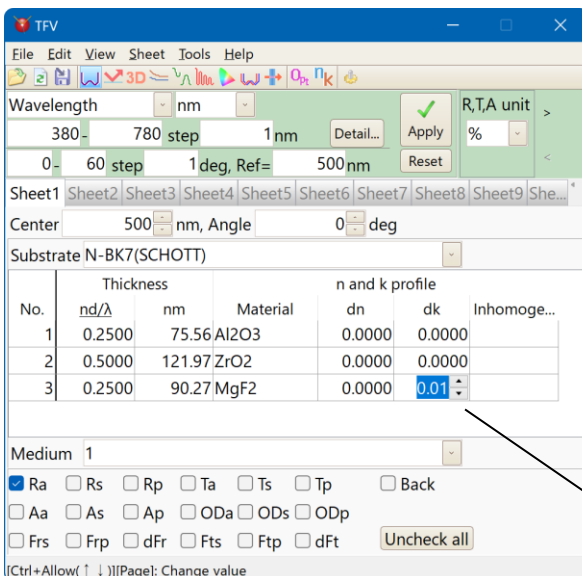 TFV
File Edit View Sheet Tools Help
3D OPt nK
Wavelength nm R,T,A unit >
380 - 780 step 1 nm Detail... Apply %
0 - 60 step 1 deg, Ref= 500 nm Reset <
Sheet1 Sheet2 Sheet3 Sheet4 Sheet5 Sheet6 Sheet7 Sheet8 Sheet9 She...
Center 500 nm, Angle 0 deg
Substrate N-BK7(SCHOTT)
Thickness n and k profile
No. nd/λ nm Material dn dk Inhomoge...
1 0.2500 75.56 Al2O3 0.0000 0.0000
2 0.5000 121.97 ZrO2 0.0000 0.0000
3 0.2500 90.27 MgF2 0.0000 0.01
Medium 1
Ra Rs Rp Ta Ts Tp Back
Aa As Ap ODa ODs ODp
Frs Frp dFr Fts Ftp dFt Uncheck all
[Ctrl+Allow(↑ ↓)][Page]: Change value